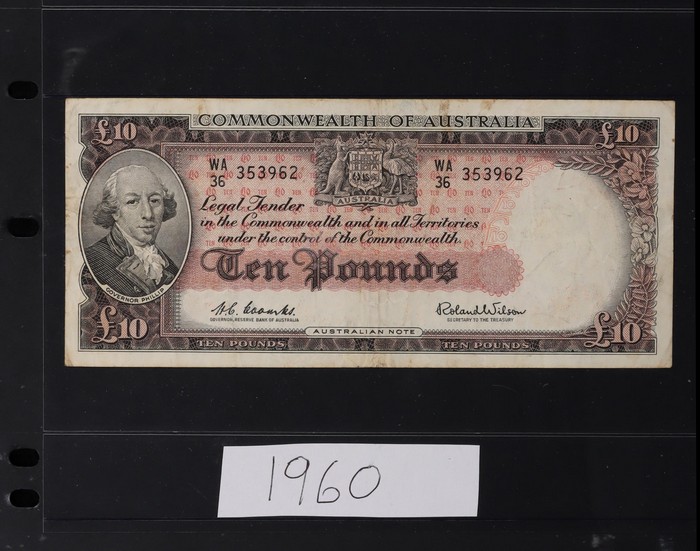 COMMONWEALTH OF AUSTRALIA
£10
£10
WA
36 353962
WA
36 353962
AUSTRALIA
Legal Tender
in the Commonwealth and in all Territories
under the control of the Commonwealth
Ten Pounds
GOVERNOR PHILLIP
H.C. Coombs.
Roland Wilson
GOVERNOR, RESERVE BANK OF AUSTRALIA
SECRETARY TO THE TREASURY
£10
AUSTRALIAN NOTE
£10
TEN POUNDS
TEN POUNDS
1960